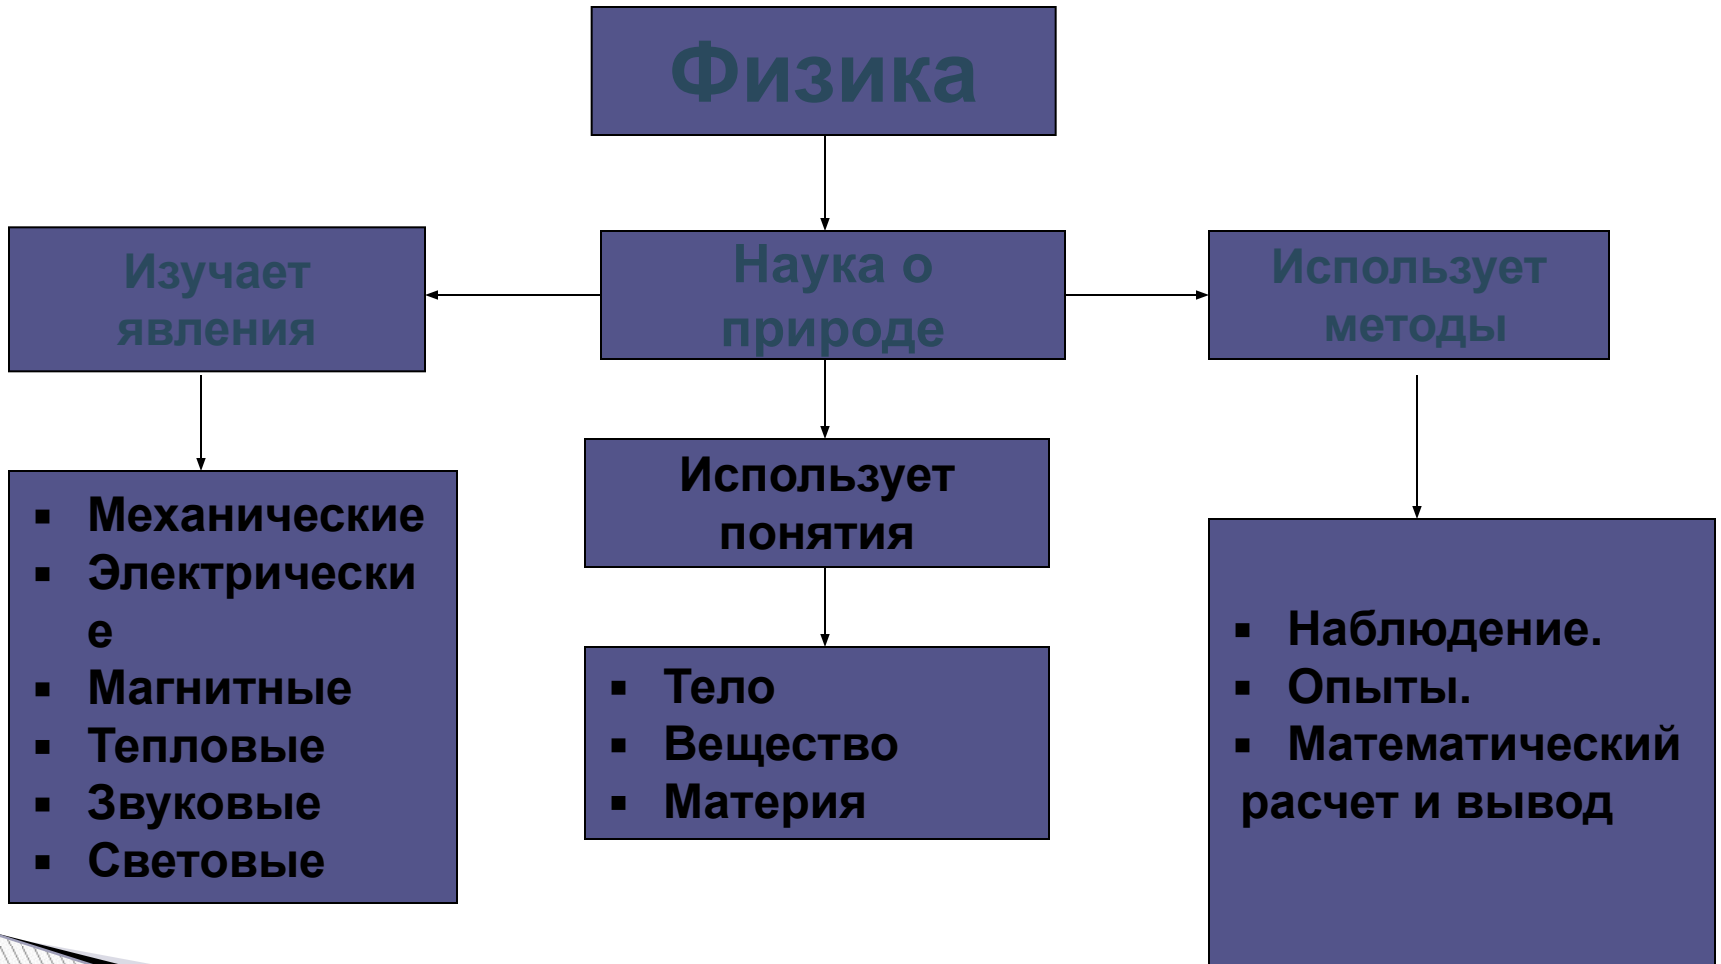 Физика
Изучает
явления
Наука о
природе
Использует
методы
▪ Механические
▪ Электрически
е
▪ Магнитные
▪ Тепловые
▪ Звуковые
▪ Световые
Использует
понятия
▪ Тело
▪ Вещество
▪ Материя
▪ Наблюдение.
▪ Опыты.
▪ Математический
расчет и вывод